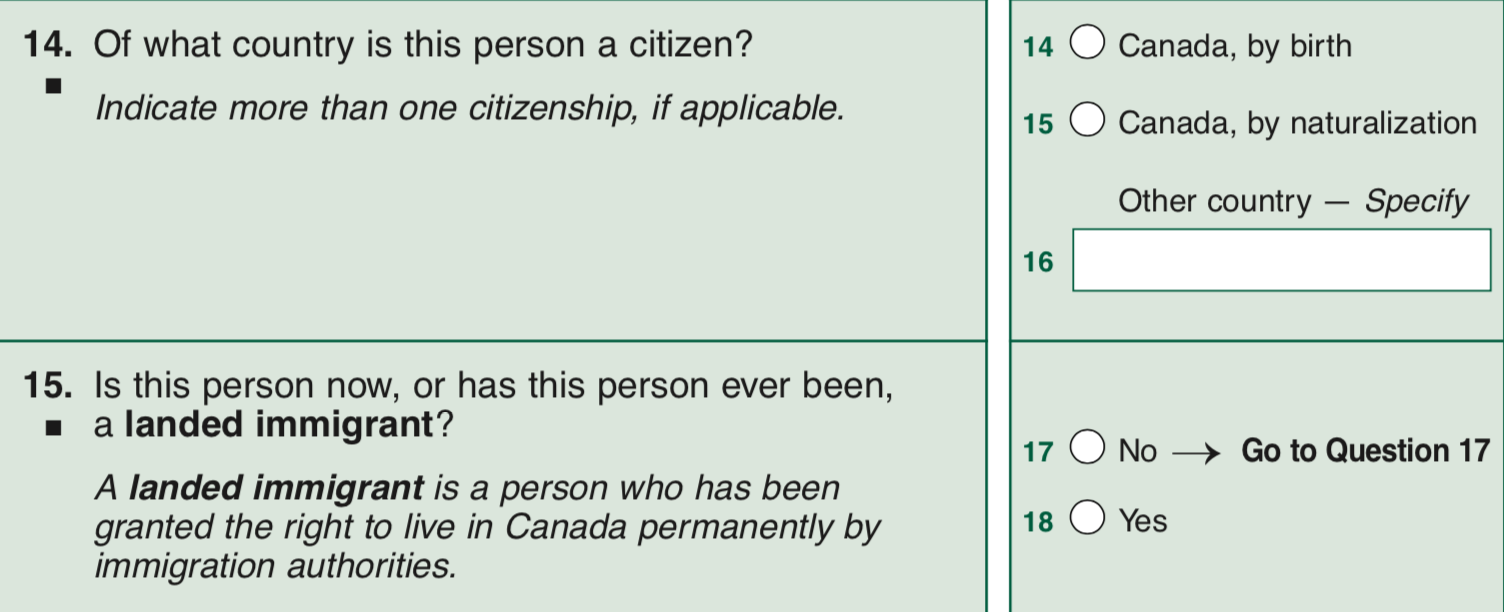 14. Of what country is this person a citizen?
Indicate more than one citizenship, if applicable.
14 Canada, by birth
15 Canada, by naturalization
Other country — Specify
16
15. Is this person now, or has this person ever been,
a landed immigrant?
A landed immigrant is a person who has been
granted the right to live in Canada permanently by
immigration authorities.
17 No → Go to Question 17
18 Yes